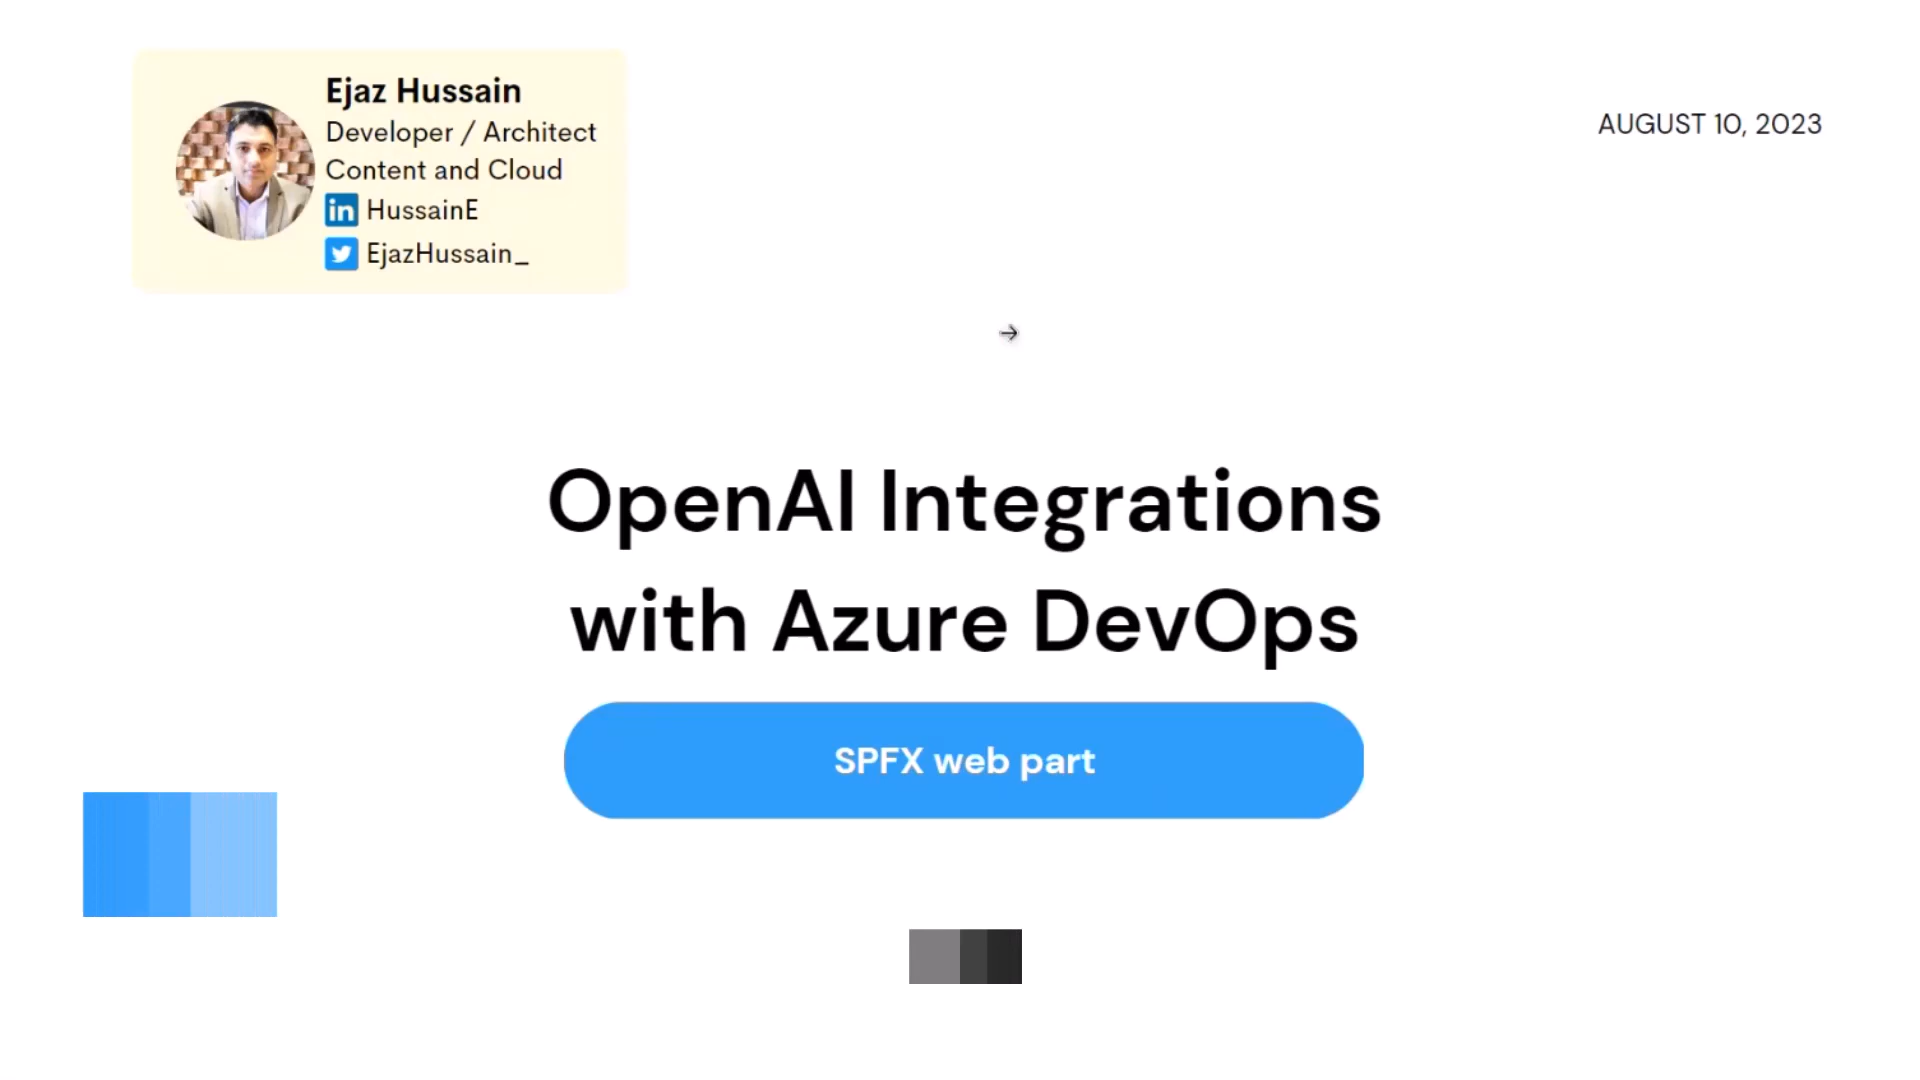 Ejaz Hussain
Developer / Architect
Content and Cloud
in HussainE
EjazHussain_
AUGUST 10, 2023
OpenAI Integrations
with Azure DevOps
SPFX web part